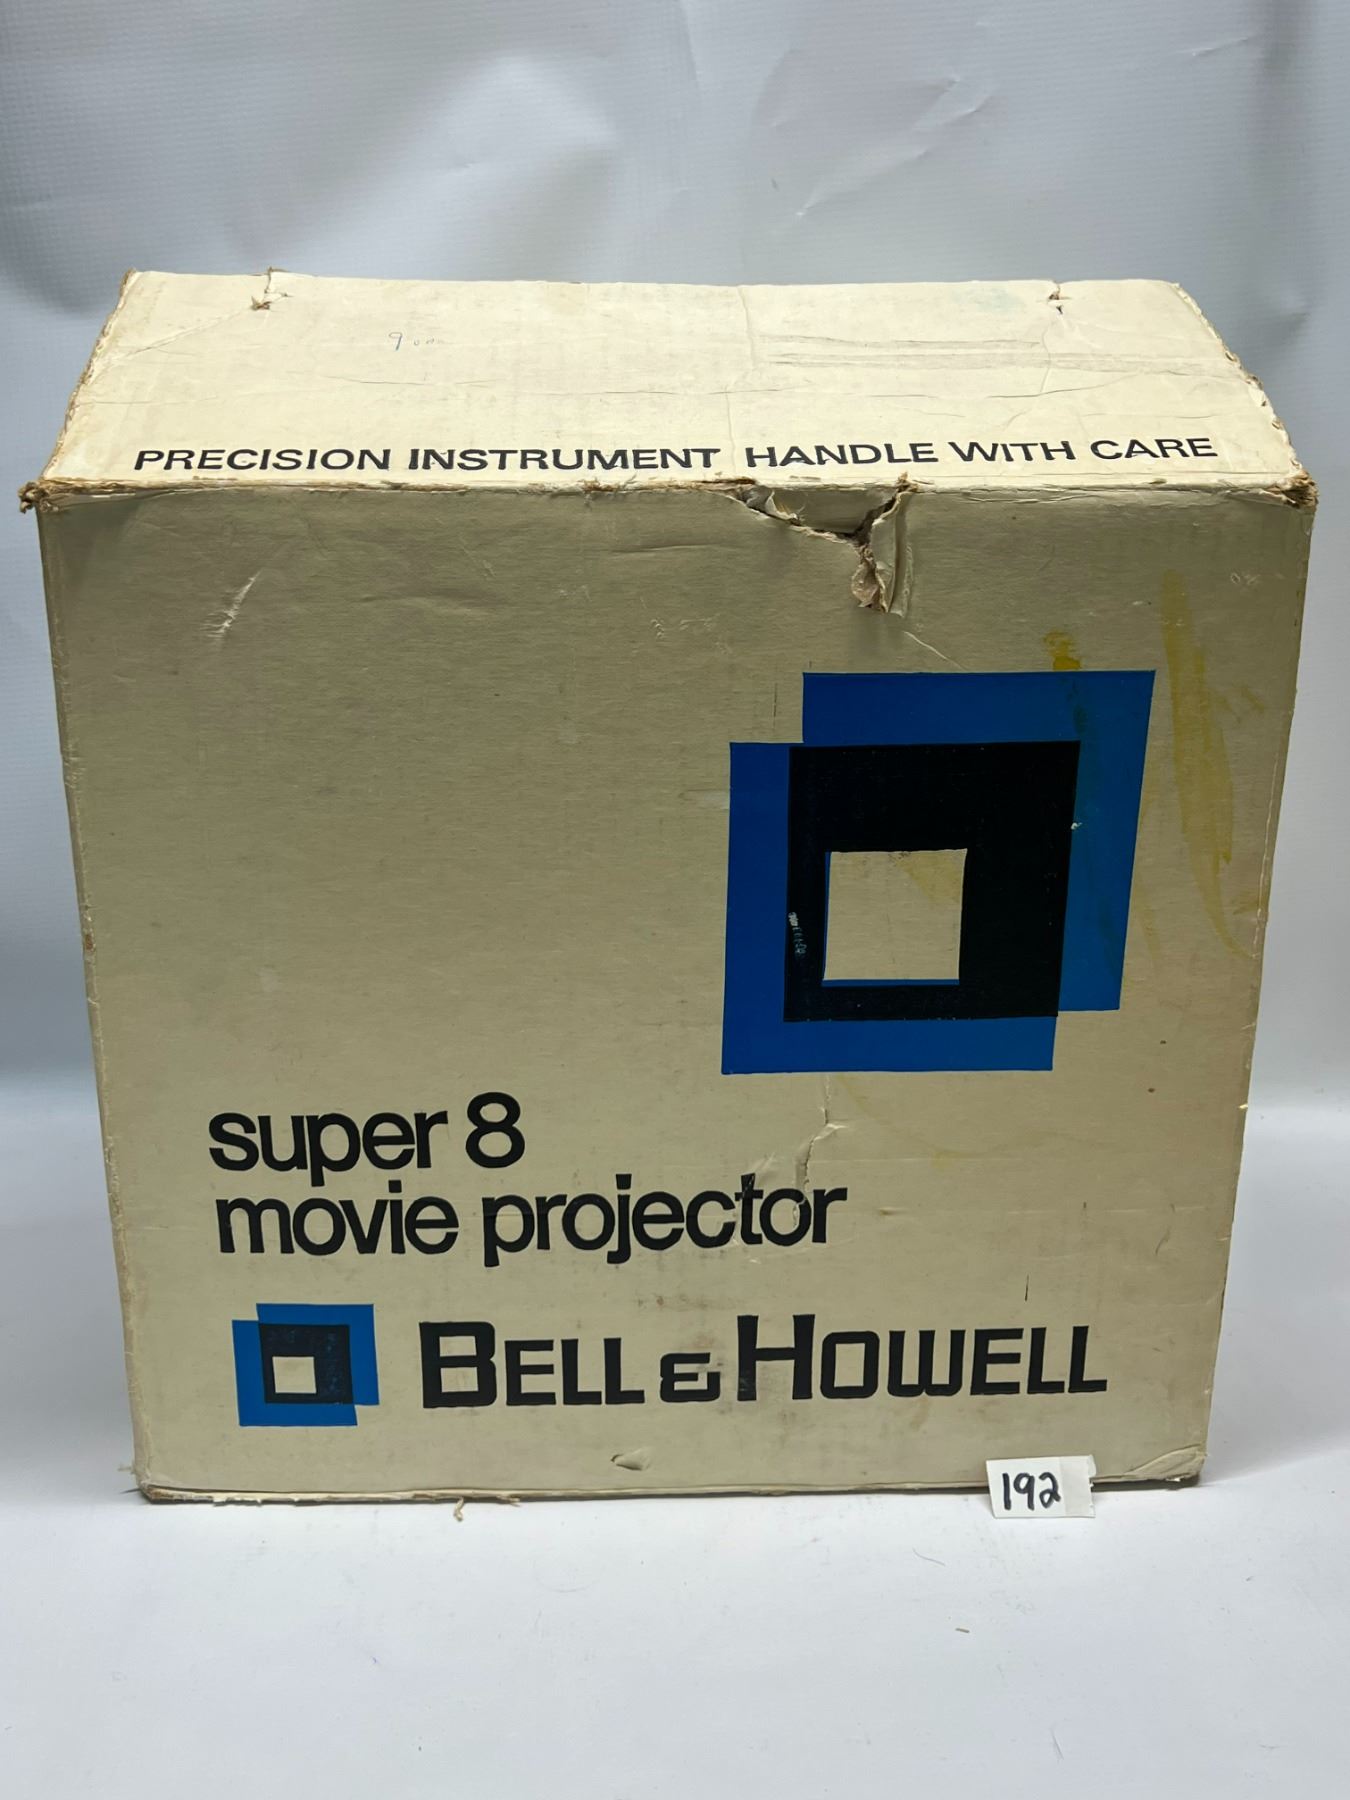 PRECISION INSTRUMENT HANDLE WITH CARE
super 8
movie projector
BELL & HOWELL
192